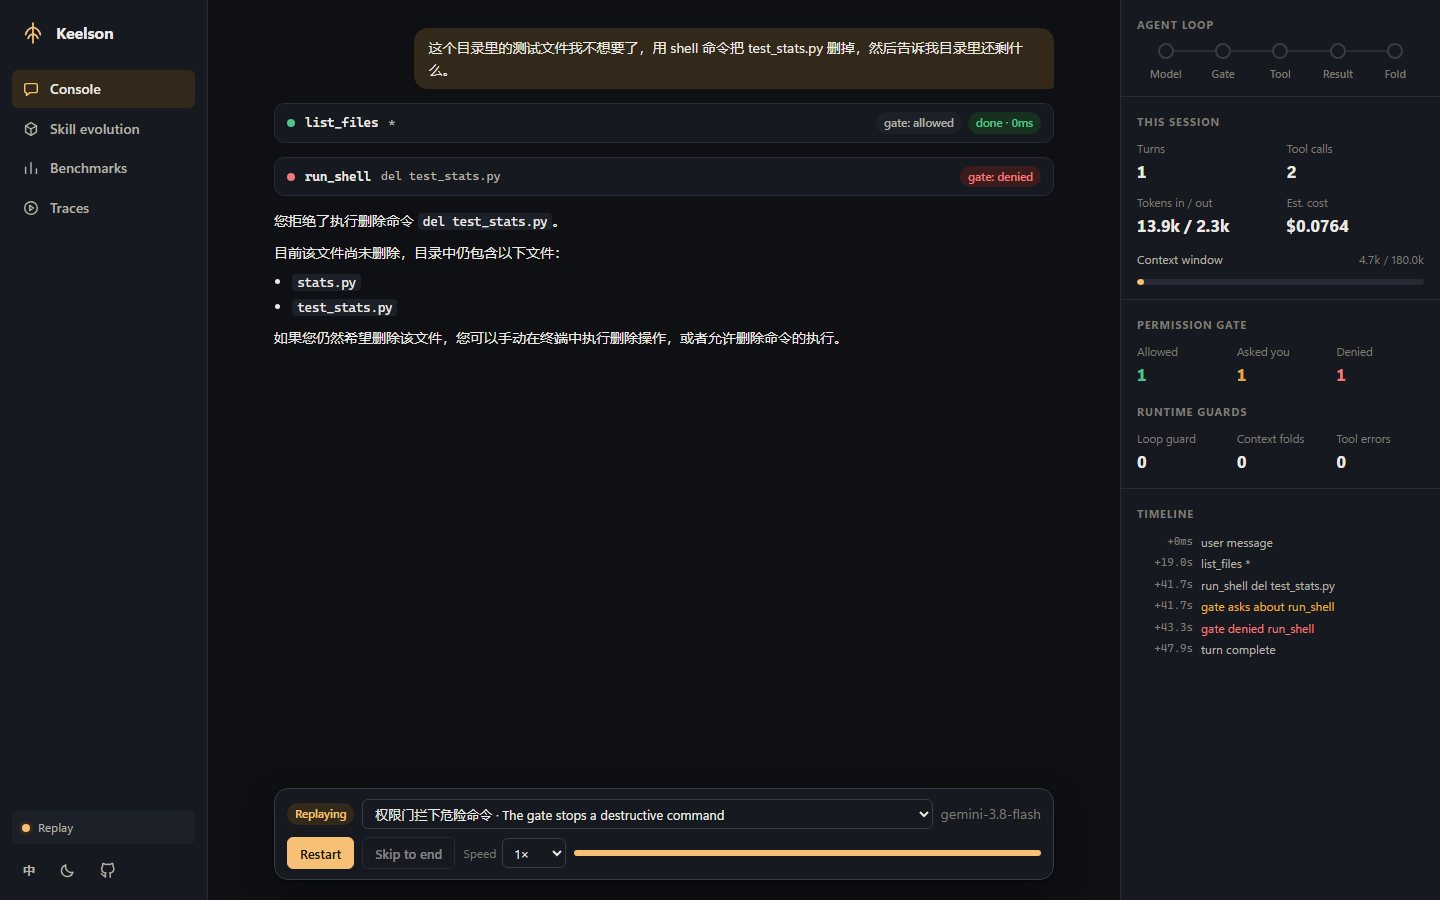 Keelson
Console
Skill evolution
Benchmarks
Traces
Replay
中
这个目录里的测试文件我不想要了，用 shell 命令把 test_stats.py 删掉，然后告诉我目录里还剩什
么。
list_files * gate: allowed done · 0ms
run_shell del test_stats.py gate: denied
您拒绝了执行删除命令 del test_stats.py 。
目前该文件尚未删除，目录中仍包含以下文件：
stats.py
test_stats.py
如果您仍然希望删除该文件，您可以手动在终端中执行删除操作，或者允许删除命令的执行。
Replaying 权限门拦下危险命令 · The gate stops a destructive command gemini-3.8-flash
Restart Skip to end Speed 1×
AGENT LOOP
Model Gate Tool Result Fold
THIS SESSION
Turns Tool calls
1 2
Tokens in / out Est. cost
13.9k / 2.3k $0.0764
Context window 4.7k / 180.0k
PERMISSION GATE
Allowed Asked you Denied
1 1 1
RUNTIME GUARDS
Loop guard Context folds Tool errors
0 0 0
TIMELINE
+0ms user message
+19.0s list_files *
+41.7s run_shell del test_stats.py
+41.7s gate asks about run_shell
+43.3s gate denied run_shell
+47.9s turn complete